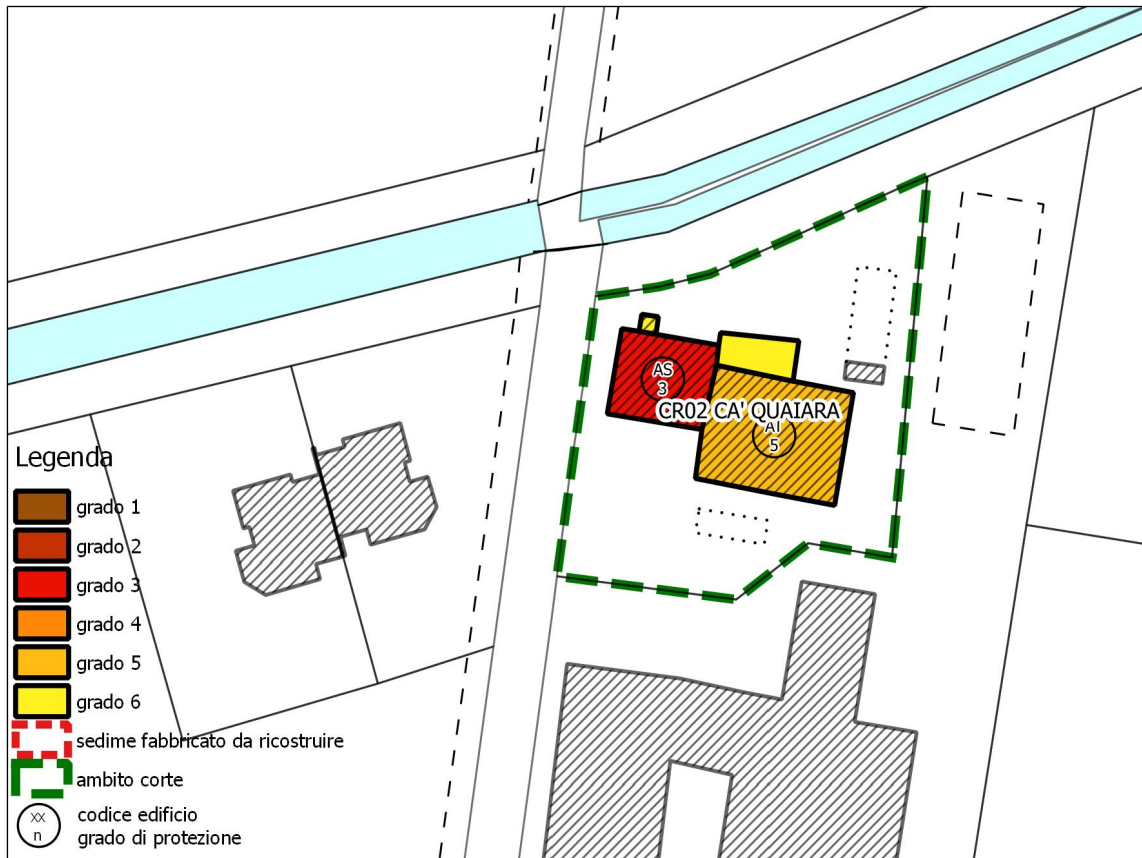 AS
3
CR02 CA' QUAIARA
AI
5
Legenda
grado 1
grado 2
grado 3
grado 4
grado 5
grado 6
sedime fabbricato da ricostruire
ambito corte
XX
n
codice edificio
grado di protezione